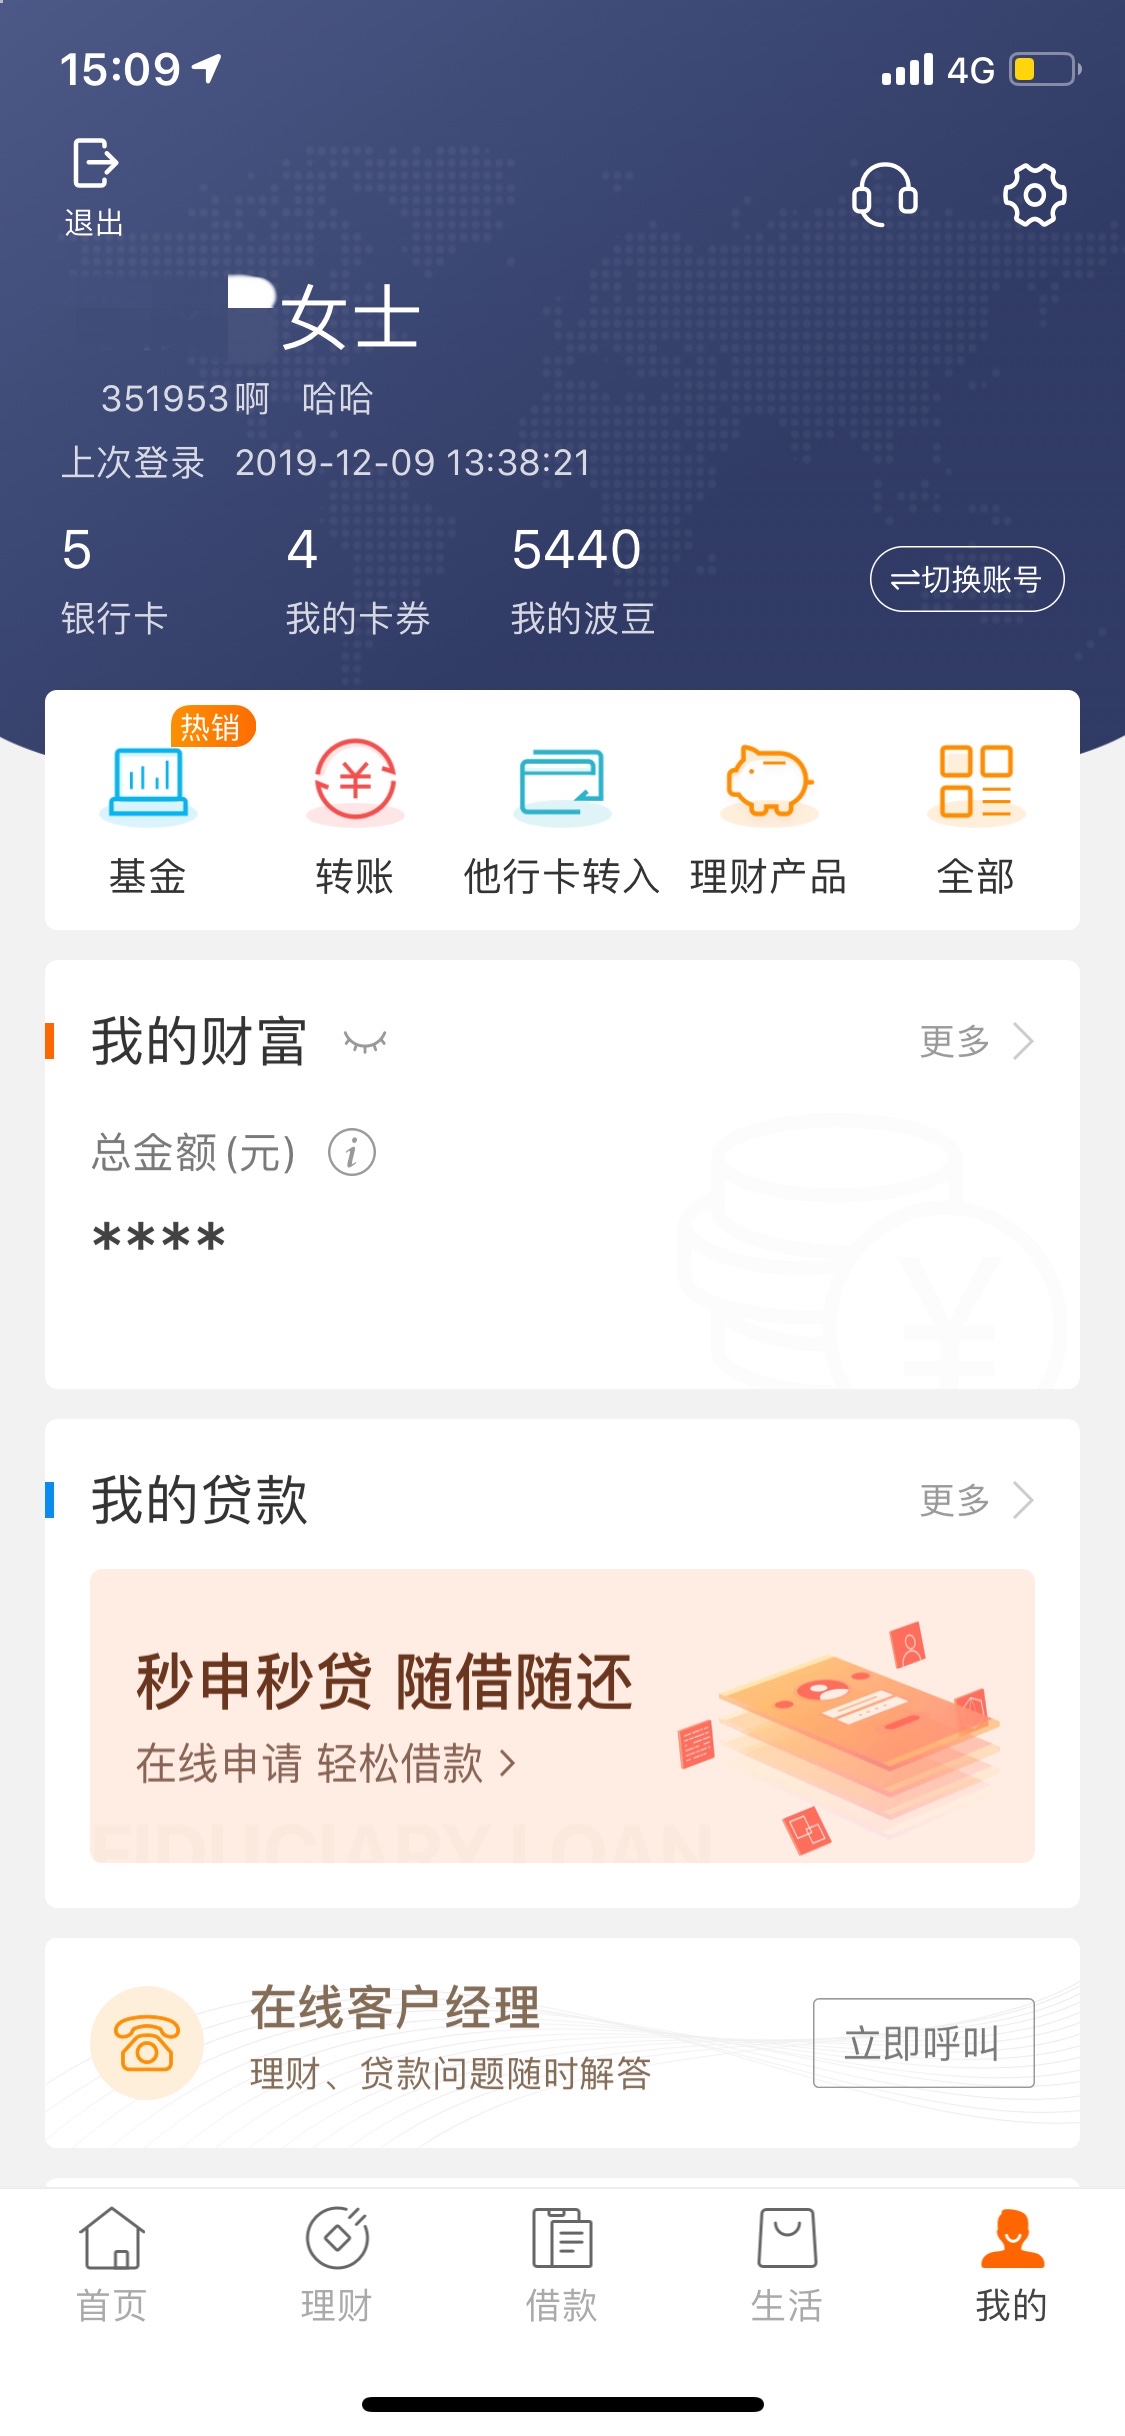 15:09 4G
退出
女士
351953啊 哈哈
上次登录 2019-12-09 13:38:21
5 4 5440
银行卡 我的卡券 我的波豆
⇌切换账号
热销
基金 转账 他行卡转入 理财产品 全部
我的财富 更多
总金额(元)
****
我的贷款 更多
秒申秒贷 随借随还
在线申请 轻松借款 >
FIDUCIARY LOAN
在线客户经理
理财、贷款问题随时解答
立即呼叫
首页 理财 借款 生活 我的